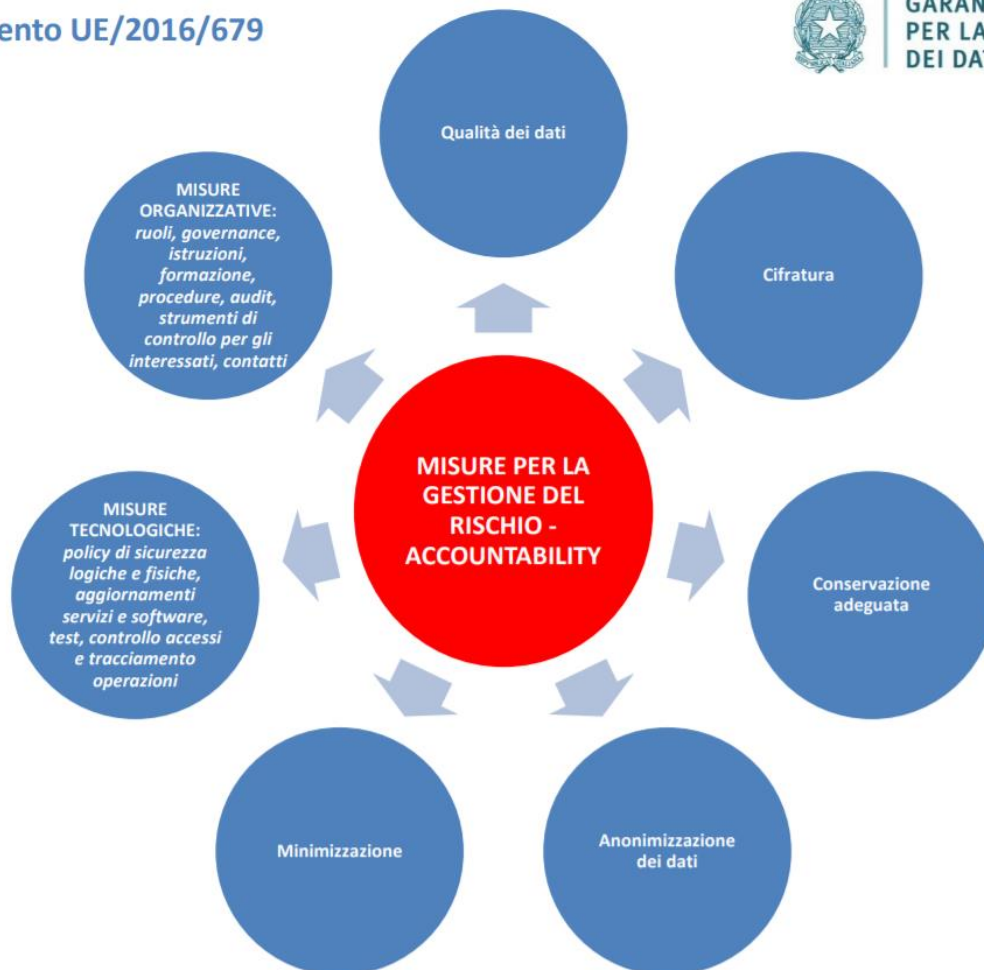 ento UE/2016/679
GARAN
PER LA
DEI DAT
Qualità dei dati
MISURE
ORGANIZZATIVE:
ruoli, governance,
istruzioni,
formazione,
procedure, audit,
strumenti di
controllo per gli
interessati, contatti
Cifratura
MISURE PER LA
GESTIONE DEL
RISCHIO -
ACCOUNTABILITY
MISURE
TECNOLOGICHE:
policy di sicurezza
logiche e fisiche,
aggiornamenti
servizi e software,
test, controllo accessi
e tracciamento
operazioni
Conservazione
adeguata
Minimizzazione
Anonimizzazione
dei dati